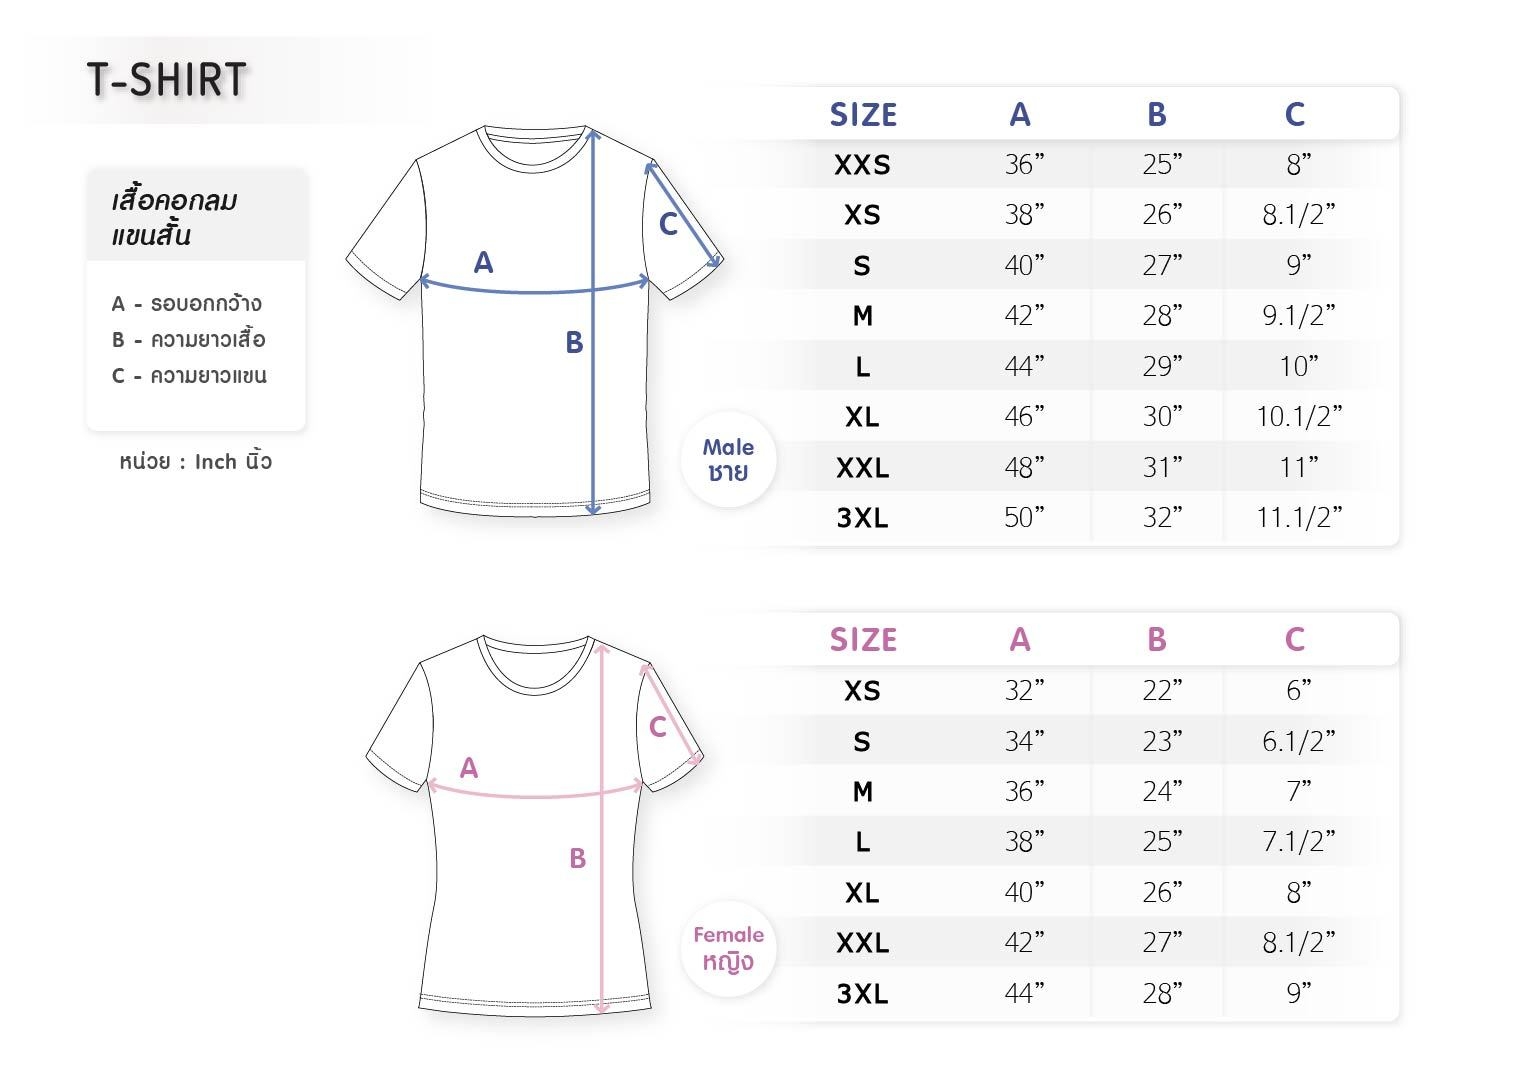 T-SHIRT
เสื้อคอกลม
แขนสั้น
A - รอบอกกว้าง
B - ความยาวเสื้อ
C - ความยาวแขน
หน่วย : Inch นิ้ว
A
B
C
Male
ชาย
SIZE A B C
XXS 36” 25” 8”
XS 38” 26” 8.1/2”
S 40” 27” 9”
M 42” 28” 9.1/2”
L 44” 29” 10”
XL 46” 30” 10.1/2”
XXL 48” 31” 11”
3XL 50” 32” 11.1/2”
A
B
C
Female
หญิง
SIZE A B C
XS 32” 22” 6”
S 34” 23” 6.1/2”
M 36” 24” 7”
L 38” 25” 7.1/2”
XL 40” 26” 8”
XXL 42” 27” 8.1/2”
3XL 44” 28” 9”